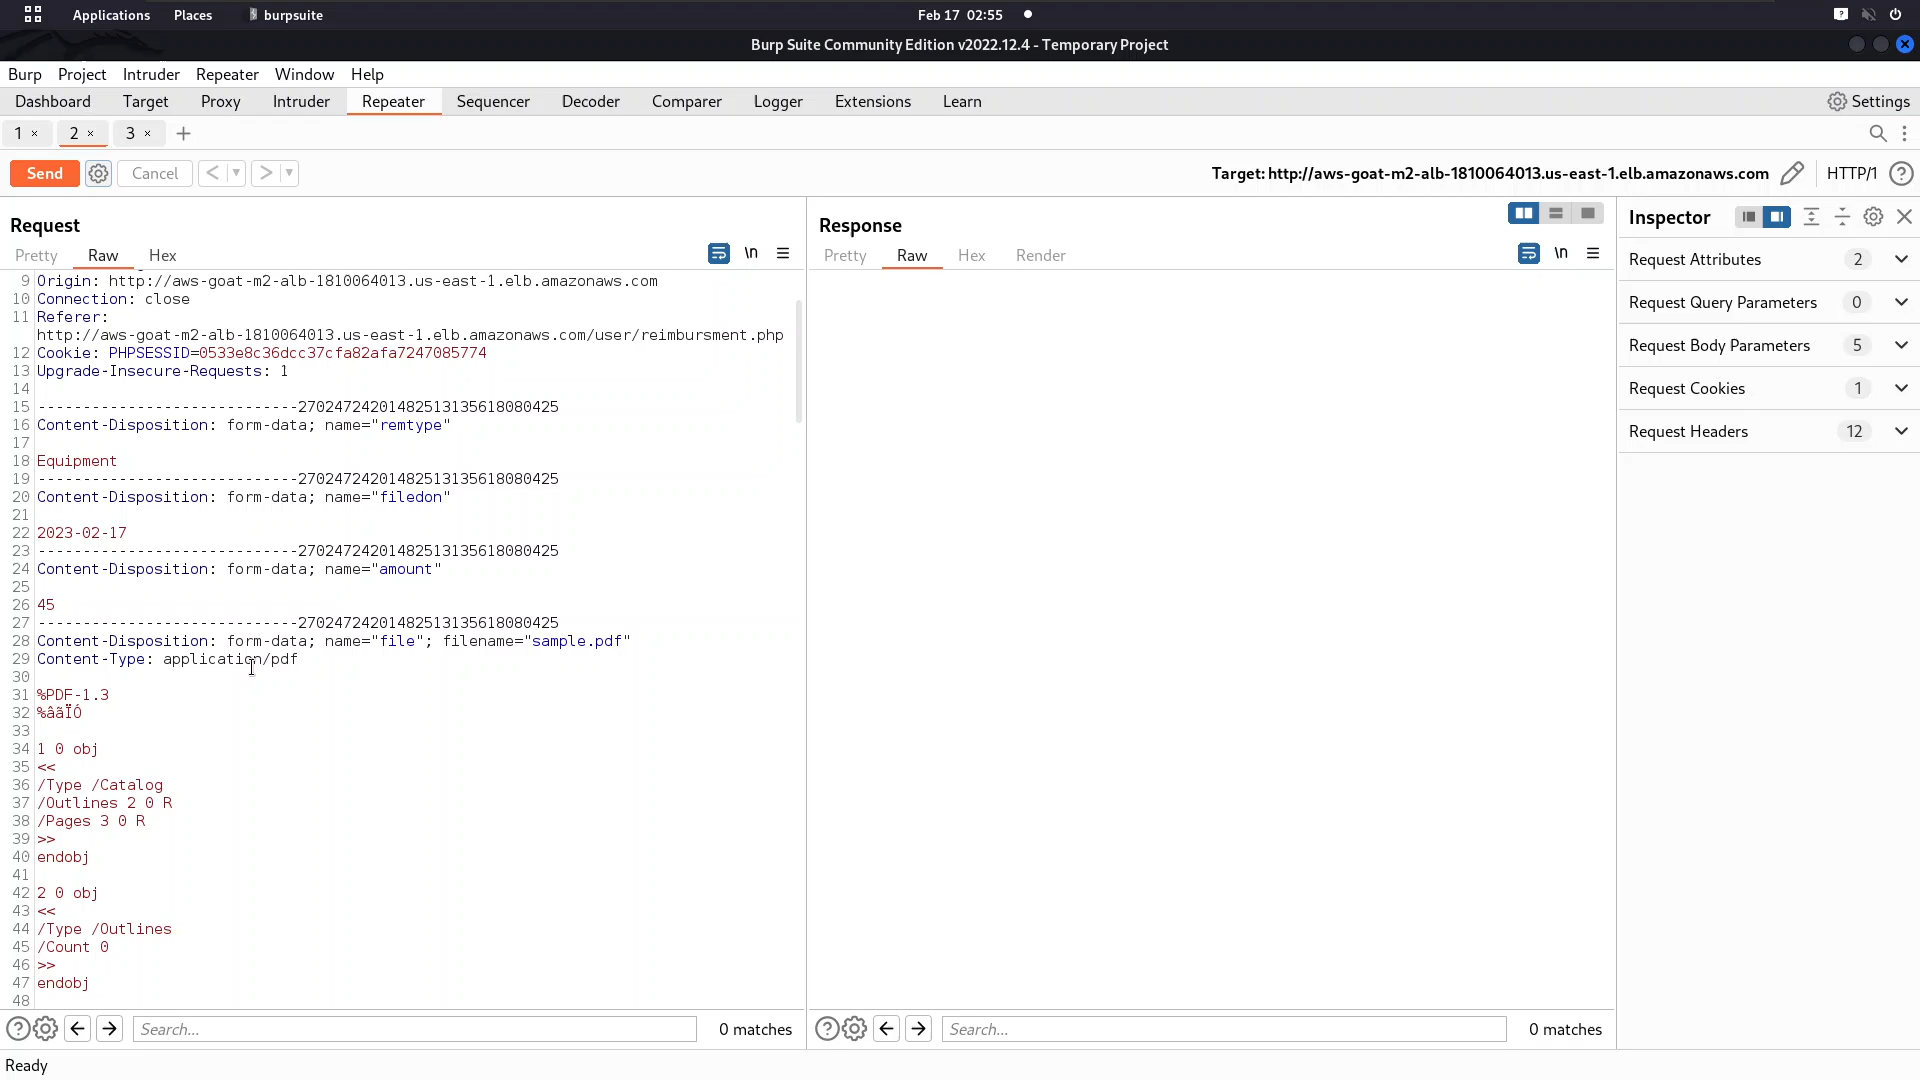 Applications Places burpsuite Feb 17 02:55
Burp Suite Community Edition v2022.12.4 - Temporary Project
Burp Project Intruder Repeater Window Help
Dashboard Target Proxy Intruder Repeater Sequencer Decoder Comparer Logger Extensions Learn Settings
1 × 2 × 3 × +
Send Cancel < > Target: http://aws-goat-m2-alb-1810064013.us-east-1.elb.amazonaws.com HTTP/1 ?
Request
Pretty Raw Hex \n
9 Origin: http://aws-goat-m2-alb-1810064013.us-east-1.elb.amazonaws.com
10 Connection: close
11 Referer:
http://aws-goat-m2-alb-1810064013.us-east-1.elb.amazonaws.com/user/reimbursment.php
12 Cookie: PHPSESSID=0533e8c36dcc37cfa82afa7247085774
13 Upgrade-Insecure-Requests: 1
14
15 -----------------------------27024724201482513135618080425
16 Content-Disposition: form-data; name="remtype"
17
18 Equipment
19 -----------------------------27024724201482513135618080425
20 Content-Disposition: form-data; name="filedon"
21
22 2023-02-17
23 -----------------------------27024724201482513135618080425
24 Content-Disposition: form-data; name="amount"
25
26 45
27 -----------------------------27024724201482513135618080425
28 Content-Disposition: form-data; name="file"; filename="sample.pdf"
29 Content-Type: application/pdf
30
31 %PDF-1.3
32 %âãÏÓ
33
34 1 0 obj
35 <<
36 /Type /Catalog
37 /Outlines 2 0 R
38 /Pages 3 0 R
39 >>
40 endobj
41
42 2 0 obj
43 <<
44 /Type /Outlines
45 /Count 0
46 >>
47 endobj
48
? Search... 0 matches
Response
Pretty Raw Hex Render \n
? Search... 0 matches
Inspector
Request Attributes 2
Request Query Parameters 0
Request Body Parameters 5
Request Cookies 1
Request Headers 12
Ready